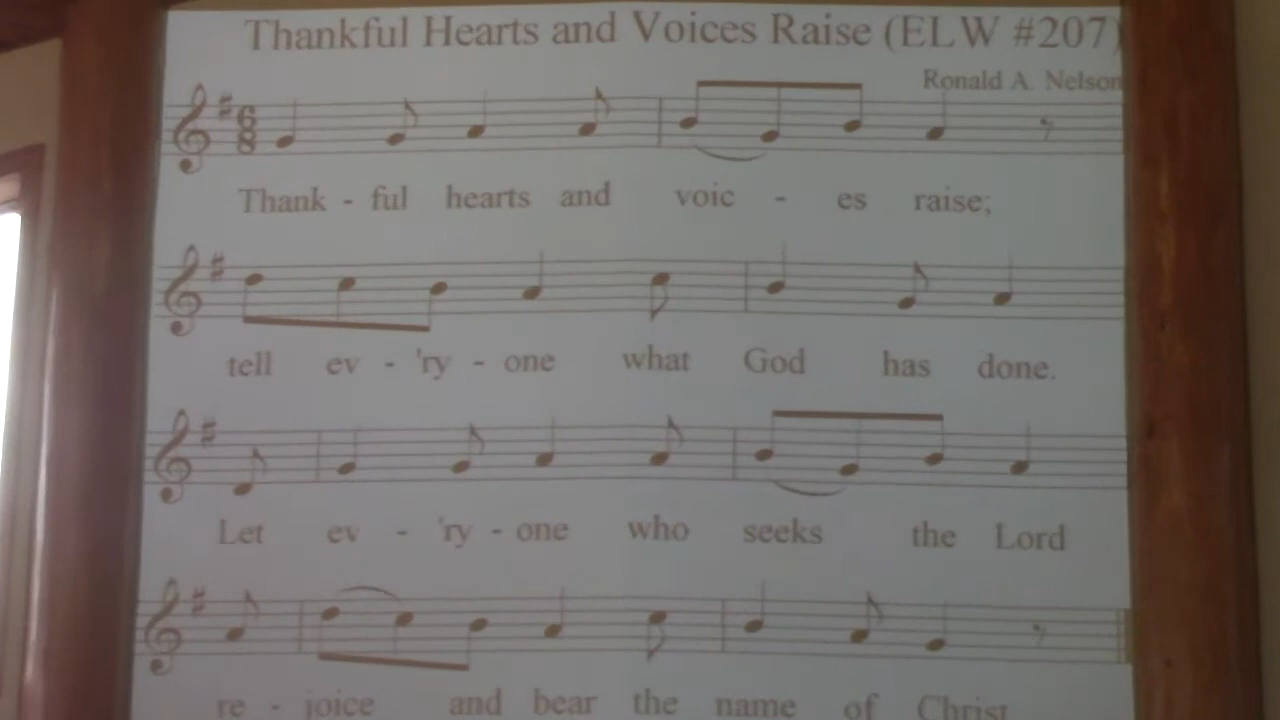 Thankful Hearts and Voices Raise (ELW #207)
Ronald A. Nelson
6
8
Thank - ful hearts and voic - es raise;
tell ev - 'ry - one what God has done.
Let ev - 'ry - one who seeks the Lord
re - joice and bear the name of Christ